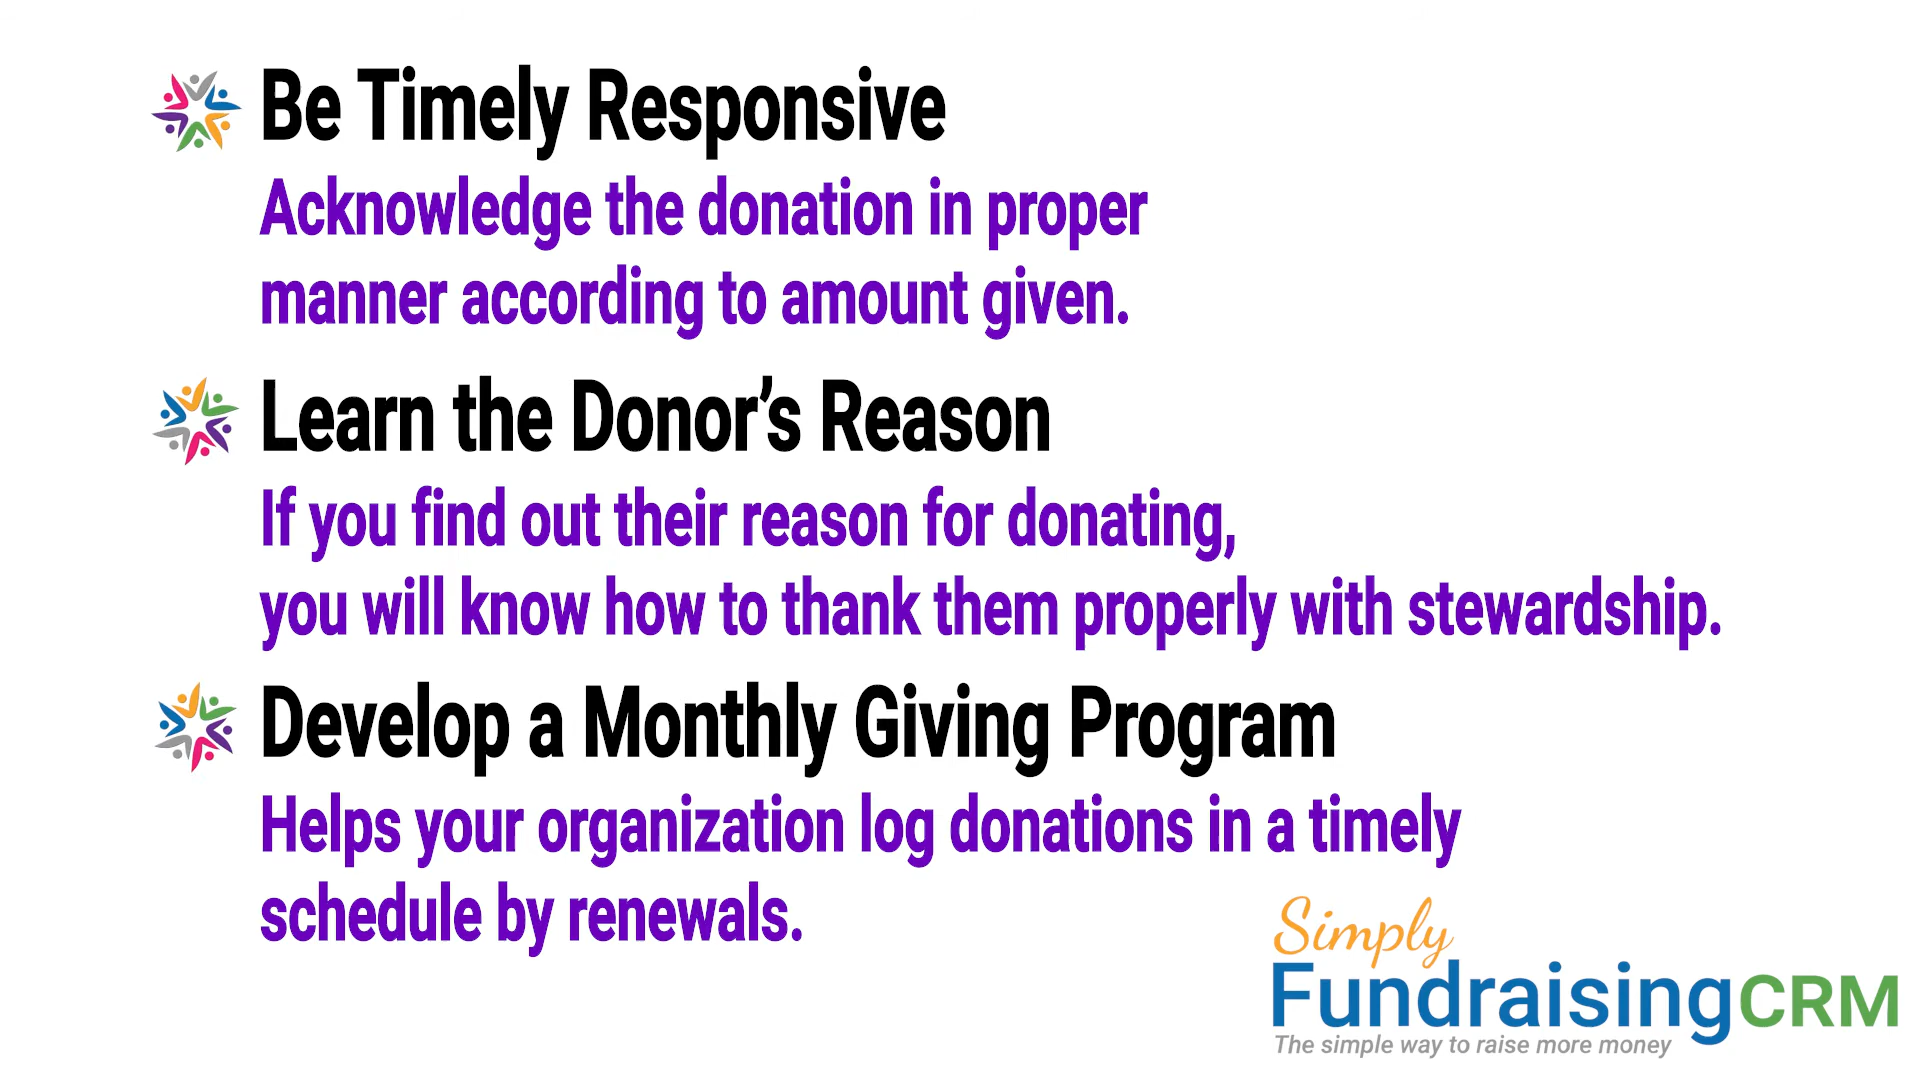 Be Timely Responsive
Acknowledge the donation in proper
manner according to amount given.
Learn the Donor’s Reason
If you find out their reason for donating,
you will know how to thank them properly with stewardship.
Develop a Monthly Giving Program
Helps your organization log donations in a timely
schedule by renewals.
Simply
FundraisingCRM
The simple way to raise more money